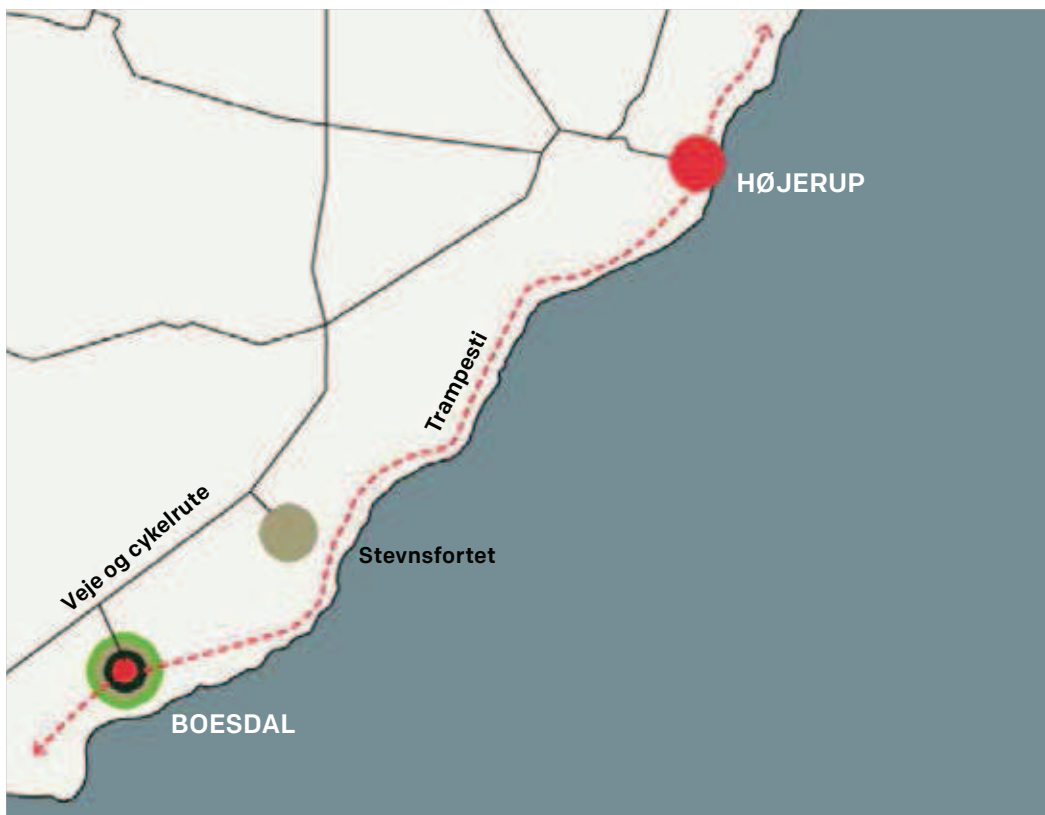 HØJERUP
Trampesti
Veje og cykelrute
Stevnsfortet
BOESDAL